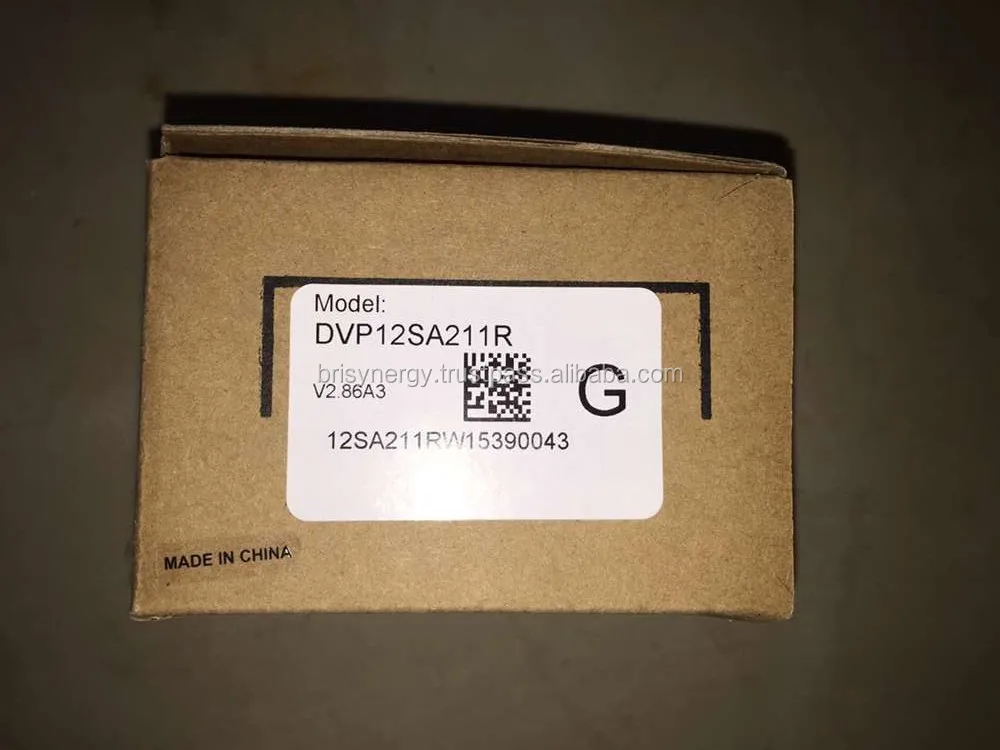 Model:
DVP12SA211R
brisynergy.trustpass.alibaba.com
V2.86A3
G
12SA211RW15390043
MADE IN CHINA